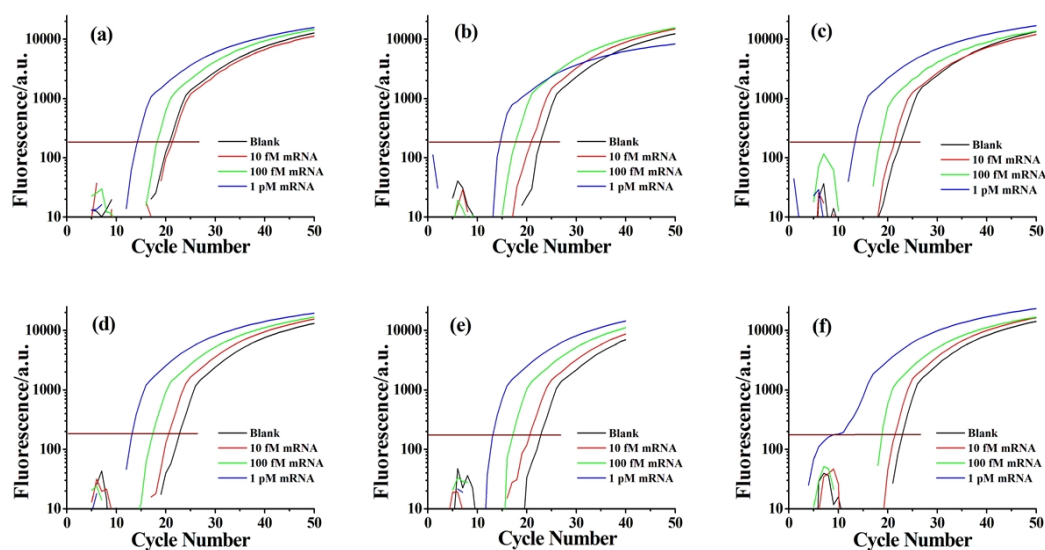 (a)
Fluorescence/a.u.
10000
1000
100
10
Blank
10 fM mRNA
100 fM mRNA
1 pM mRNA
0 10 20 30 40 50
Cycle Number
(b)
Fluorescence/a.u.
10000
1000
100
10
Blank
10 fM mRNA
100 fM mRNA
1 pM mRNA
0 10 20 30 40 50
Cycle Number
(c)
Fluorescence/a.u.
10000
1000
100
10
Blank
10 fM mRNA
100 fM mRNA
1 pM mRNA
0 10 20 30 40 50
Cycle Number
(d)
Fluorescence/a.u.
10000
1000
100
10
Blank
10 fM mRNA
100 fM mRNA
1 pM mRNA
0 10 20 30 40 50
Cycle Number
(e)
Fluorescence/a.u.
10000
1000
100
10
Blank
10 fM mRNA
100 fM mRNA
1 pM mRNA
0 10 20 30 40 50
Cycle Number
(f)
Fluorescence/a.u.
10000
1000
100
10
Blank
10 fM mRNA
100 fM mRNA
1 pM mRNA
0 10 20 30 40 50
Cycle Number